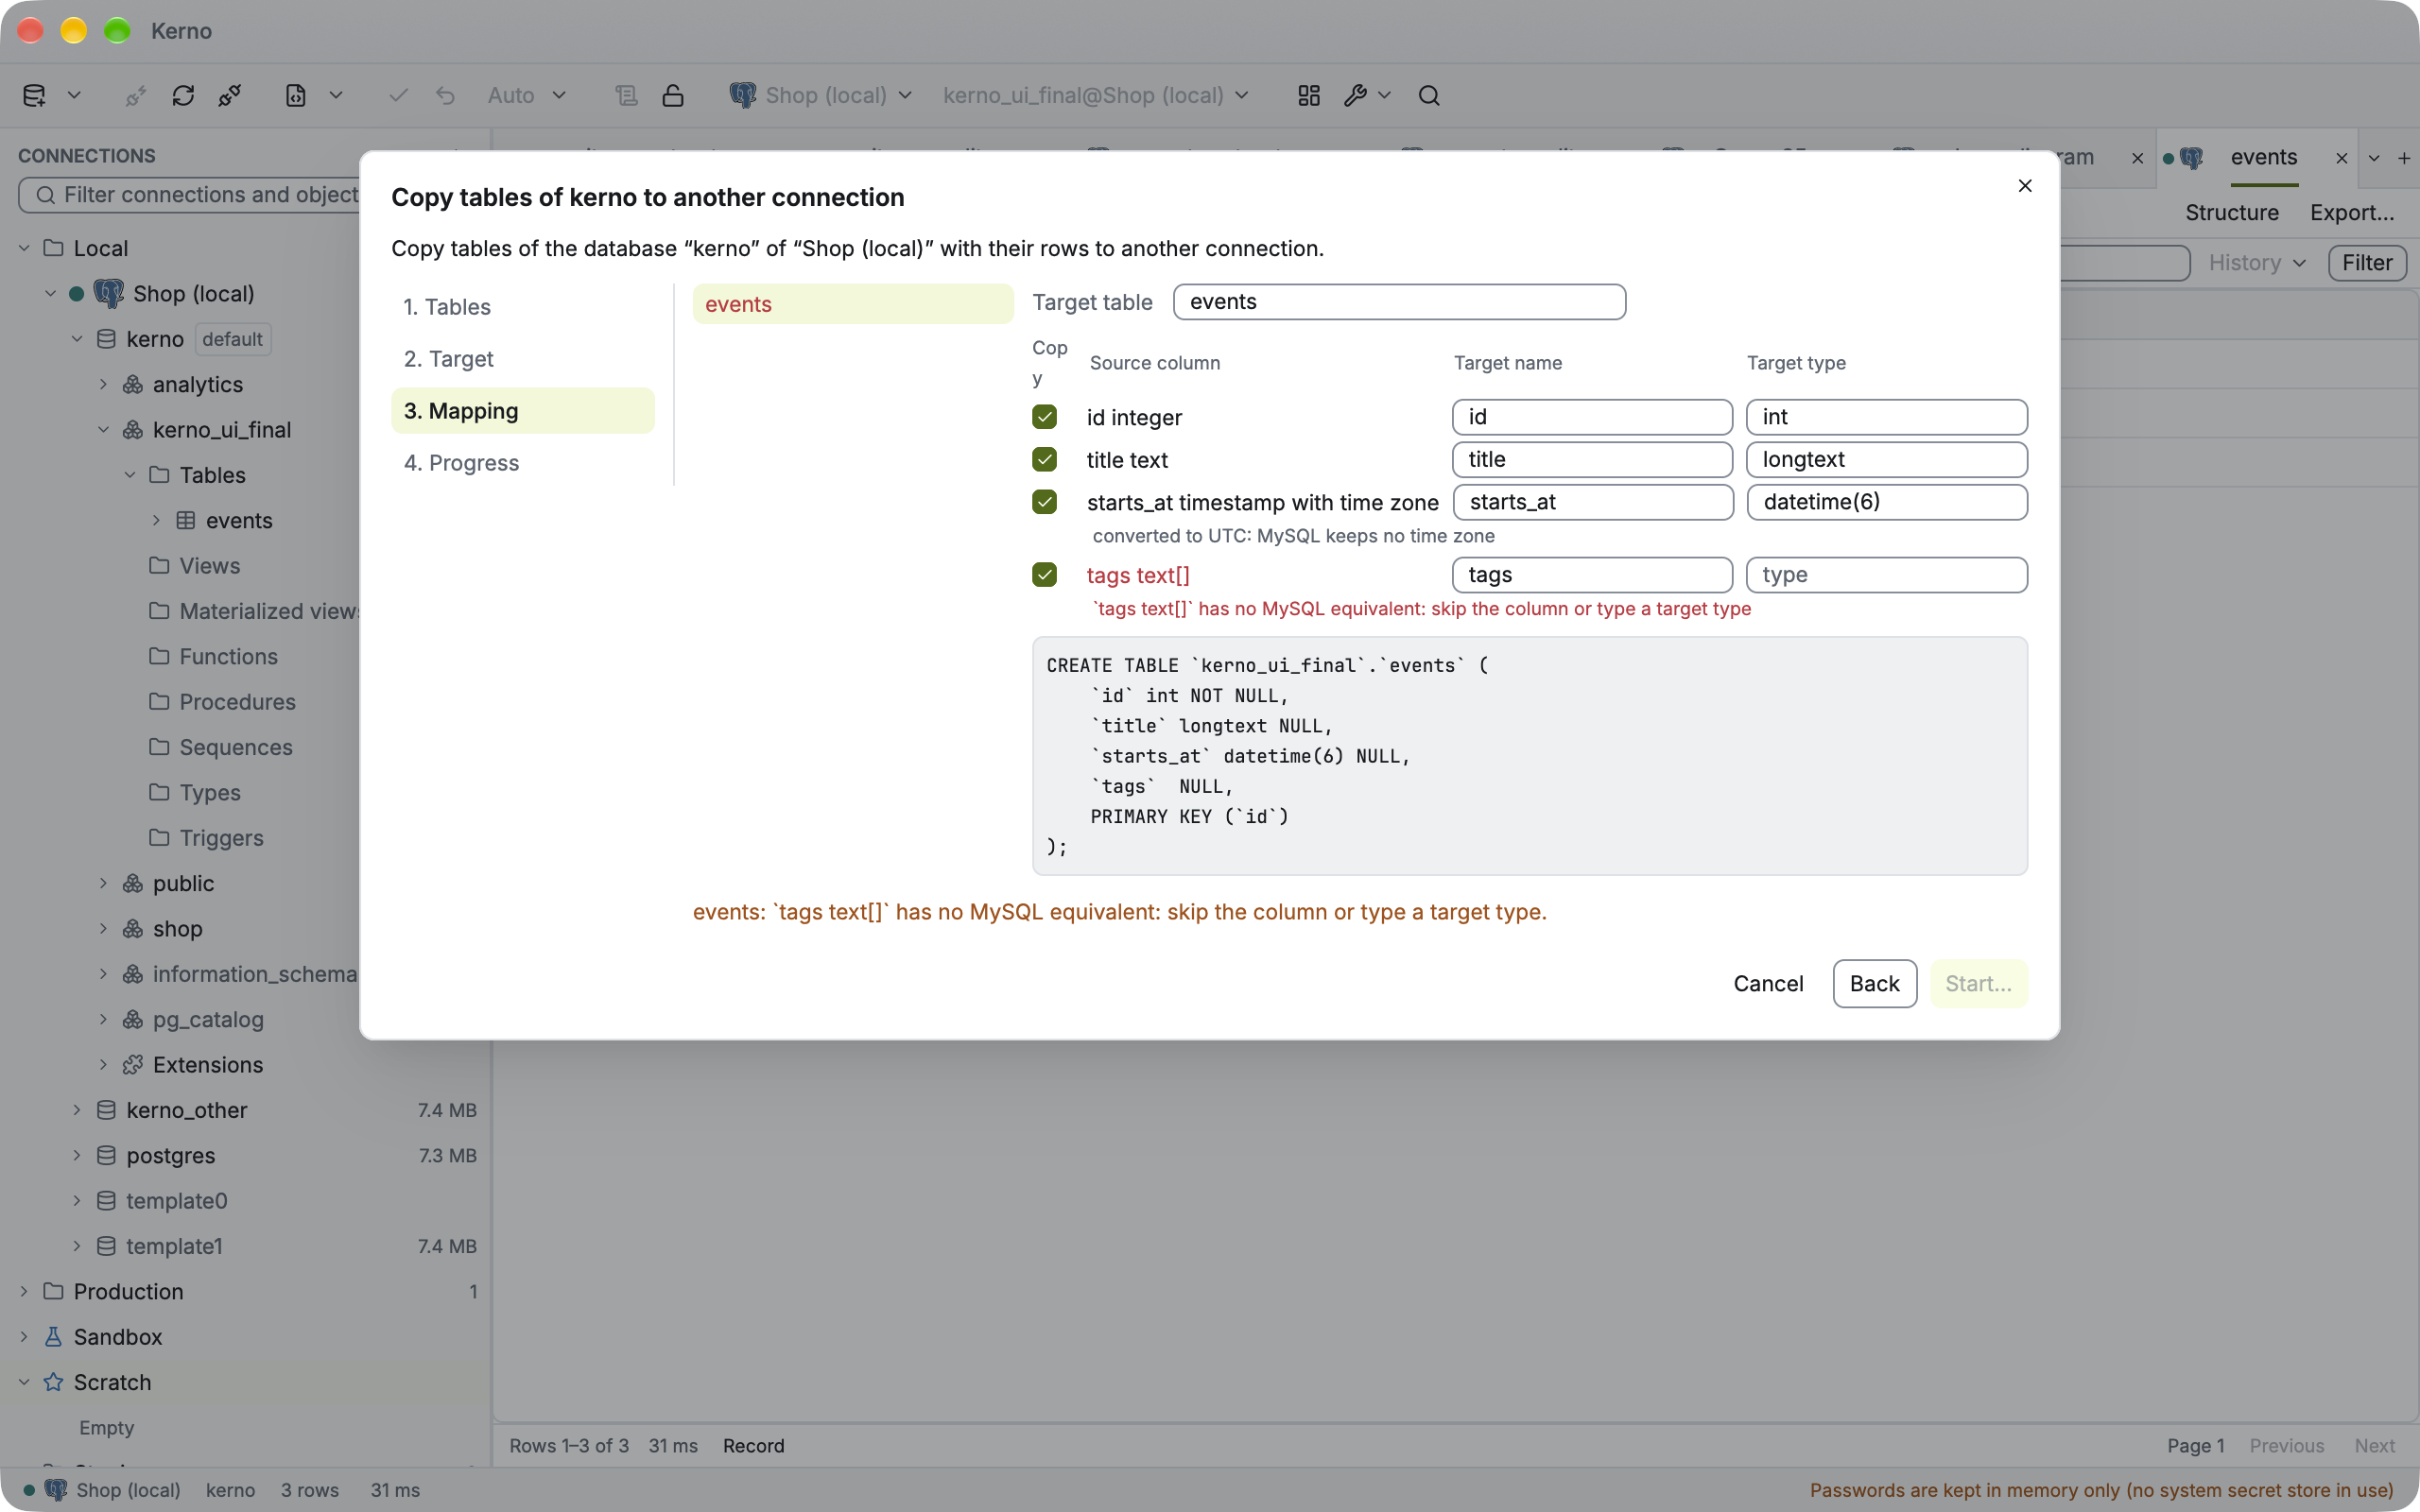 Kerno
Auto
Shop (local)
kerno_ui_final@Shop (local)
CONNECTIONS
Filter connections and object
Local
Shop (local)
kerno default
analytics
kerno_ui_final
Tables
events
Views
Materialized views
Functions
Procedures
Sequences
Types
Triggers
public
shop
information_schema
pg_catalog
Extensions
kerno_other 7.4 MB
postgres 7.3 MB
template0
template1 7.4 MB
Production 1
Sandbox
Scratch
Empty
events
Structure Export...
History Filter
Copy tables of kerno to another connection
Copy tables of the database “kerno” of “Shop (local)” with their rows to another connection.
1. Tables
2. Target
3. Mapping
4. Progress
events
Target table events
Copy Source column Target name Target type
id integer id int
title text title longtext
starts_at timestamp with time zone starts_at datetime(6)
converted to UTC: MySQL keeps no time zone
tags text[] tags type
`tags text[]` has no MySQL equivalent: skip the column or type a target type
CREATE TABLE `kerno_ui_final`.`events` (
`id` int NOT NULL,
`title` longtext NULL,
`starts_at` datetime(6) NULL,
`tags`  NULL,
PRIMARY KEY (`id`)
);
events: `tags text[]` has no MySQL equivalent: skip the column or type a target type.
Cancel Back Start...
Rows 1–3 of 3 31 ms Record
Page 1 Previous Next
Shop (local) kerno 3 rows 31 ms
Passwords are kept in memory only (no system secret store in use)